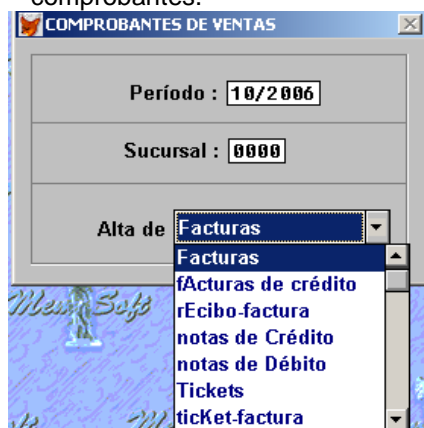 comprobantes.
COMPROBANTES DE VENTAS
Período : 10/2006
Sucursal : 0000
Alta de Facturas
Facturas
fActuras de crédito
rEcibo-factura
notas de Crédito
notas de Débito
Tickets
ticKet-factura